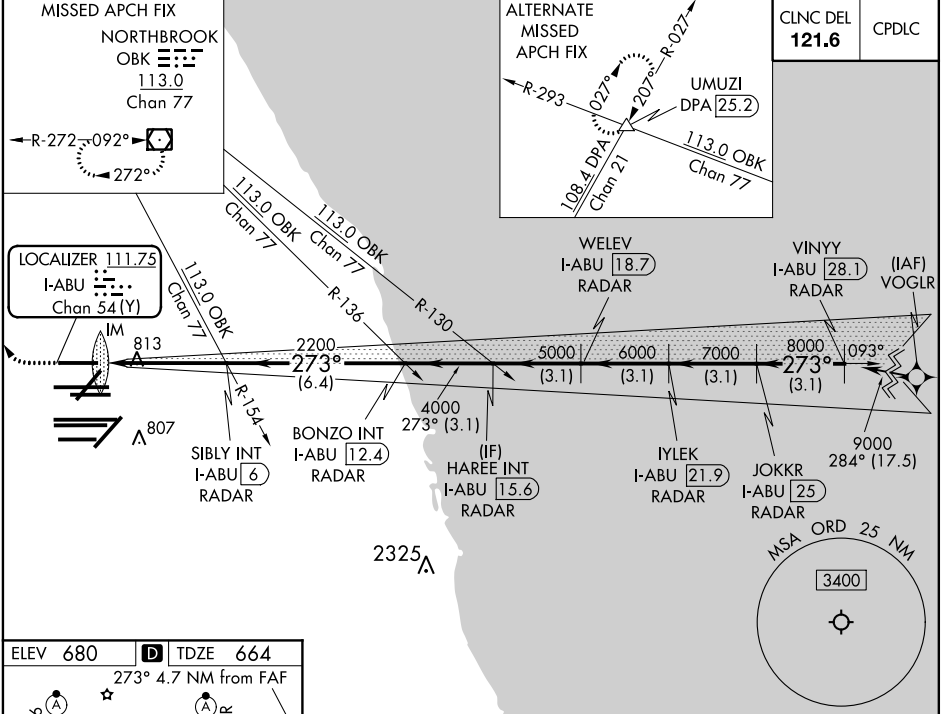 MISSED APCH FIX
NORTHBROOK
OBK
113.0
Chan 77
R-272
092°
272°
ALTERNATE
MISSED
APCH FIX
R-027
027°
207°
R-293
UMUZI
DPA 25.2
108.4 DPA
Chan 21
113.0 OBK
Chan 77
CLNC DEL
121.6
CPDLC
113.0 OBK
Chan 77
113.0 OBK
Chan 77
113.0 OBK
Chan 77
R-136
R-130
R-154
LOCALIZER 111.75
I-ABU
Chan 54 (Y)
IM
813
807
WELEV
I-ABU 18.7
RADAR
VINYY
I-ABU 28.1
RADAR
(IAF)
VOGLR
2200
273°
(6.4)
4000
273° (3.1)
5000
(3.1)
6000
(3.1)
7000
(3.1)
8000
273°
(3.1)
093°
9000
284° (17.5)
SIBLY INT
I-ABU 6
RADAR
BONZO INT
I-ABU 12.4
RADAR
(IF)
HAREE INT
I-ABU 15.6
RADAR
IYLEK
I-ABU 21.9
RADAR
JOKKR
I-ABU 25
RADAR
2325
MSA ORD 25 NM
3400
ELEV 680
D
TDZE 664
273° 4.7 NM from FAF
A
A